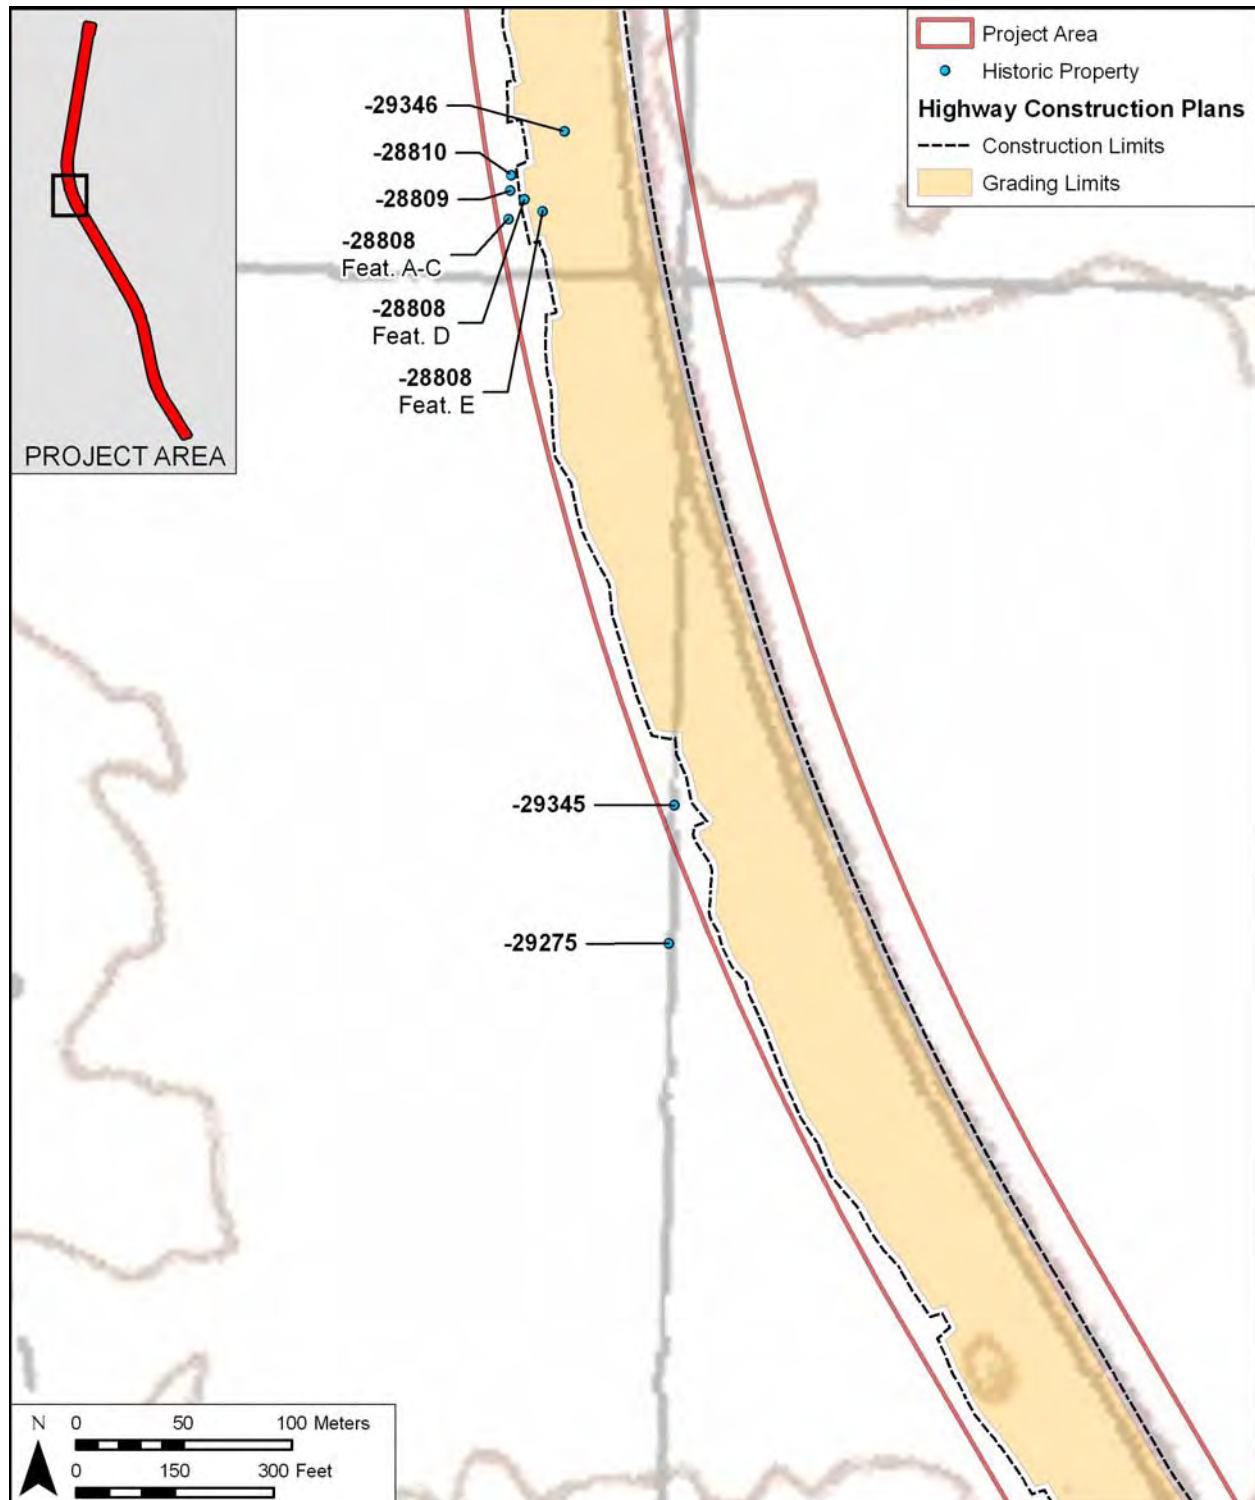 Project Area
Historic Property
Highway Construction Plans
Construction Limits
Grading Limits
-29346
-28810
-28809
-28808
Feat. A-C
-28808
Feat. D
-28808
Feat. E
PROJECT AREA
-29345
-29275
N 0 50 100 Meters
0 150 300 Feet